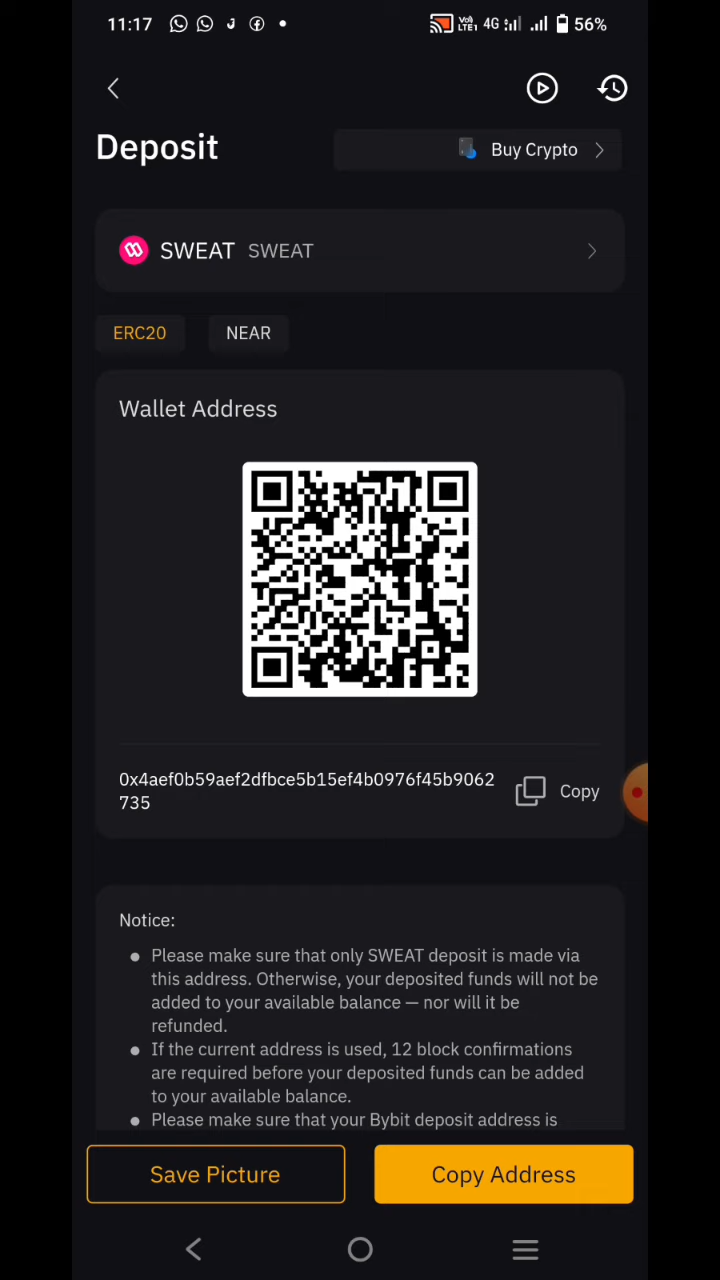 11:17
Vo)) LTE1 4G 56%
Deposit
Buy Crypto
SWEAT SWEAT
ERC20 NEAR
Wallet Address
0x4aef0b59aef2dfbce5b15ef4b0976f45b9062
735
Copy
Notice:
Please make sure that only SWEAT deposit is made via
this address. Otherwise, your deposited funds will not be
added to your available balance — nor will it be
refunded.
If the current address is used, 12 block confirmations
are required before your deposited funds can be added
to your available balance.
Please make sure that your Bybit deposit address is
Save Picture Copy Address